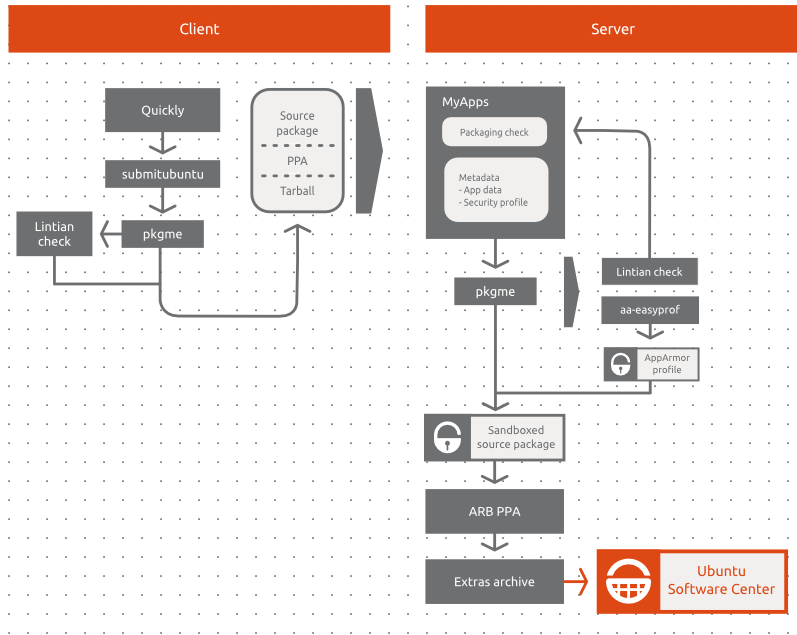 Client
Quickly
submitubuntu
Lintian
check
pkgme
Source
package
PPA
Tarball
Server
MyApps
Packaging check
Metadata
- App data
- Security profile
pkgme
Lintian check
aa-easyprof
AppArmor
profile
Sandboxed
source package
ARB PPA
Extras archive
Ubuntu
Software Center